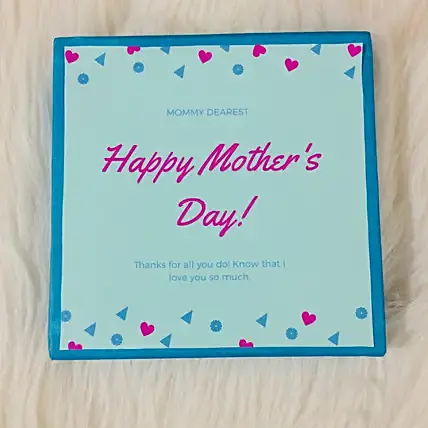 MOMMY DEAREST
Happy Mother's
Day!
Thanks for all you do! Know that I
love you so much.